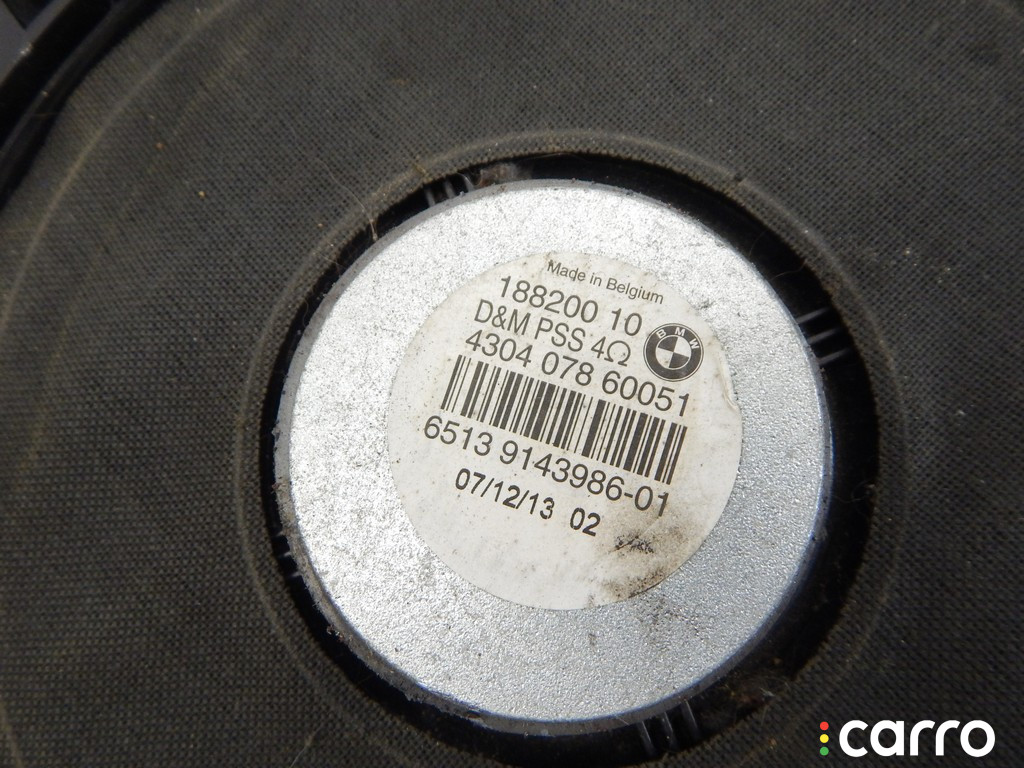 Made in Belgium
188200 10
BMW
D&M PSS 4Ω
4304 078 60051
6513 9143986-01
07/12/13 02
carro